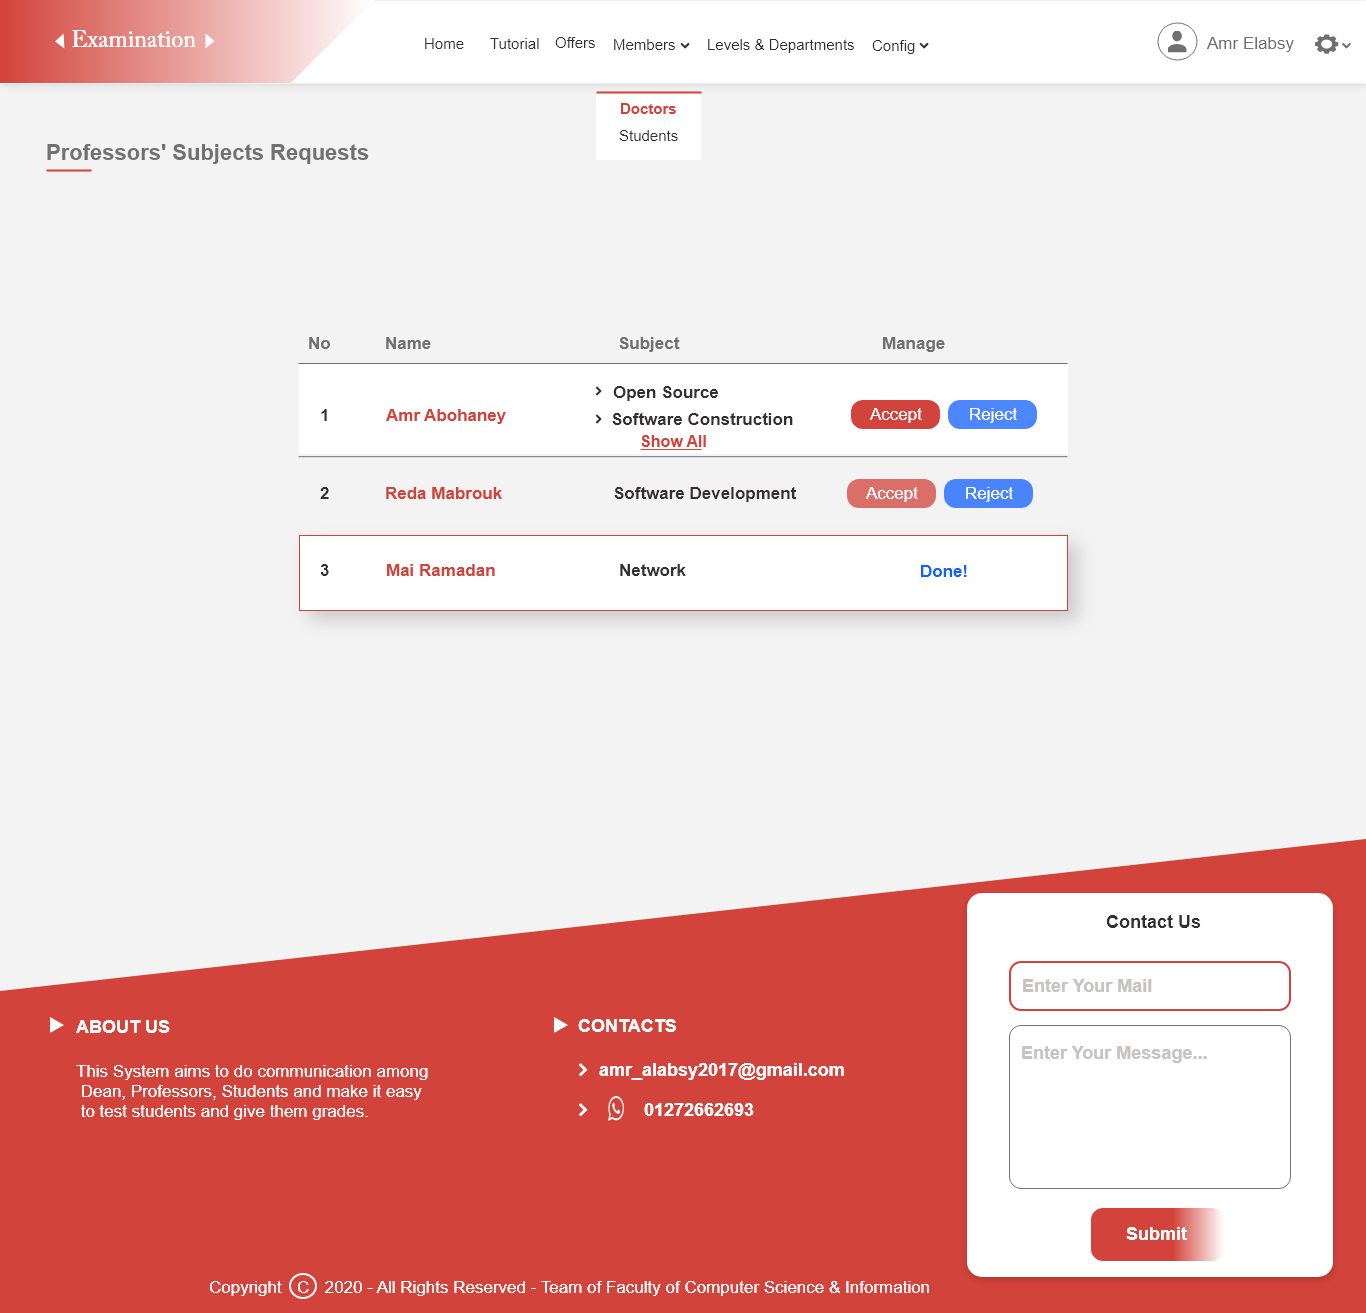 Examination
Home Tutorial Offers Members Levels & Departments Config Amr Elabsy
Doctors
Students
Professors' Subjects Requests
No Name Subject Manage
1 Amr Abohaney Open Source
Software Construction
Show All
Accept Reject
2 Reda Mabrouk Software Development Accept Reject
3 Mai Ramadan Network Done!
ABOUT US
This System aims to do communication among
Dean, Professors, Students and make it easy
to test students and give them grades.
CONTACTS
amr_alabsy2017@gmail.com
01272662693
Contact Us
Enter Your Mail
Enter Your Message...
Submit
Copyright C 2020 - All Rights Reserved - Team of Faculty of Computer Science & Information